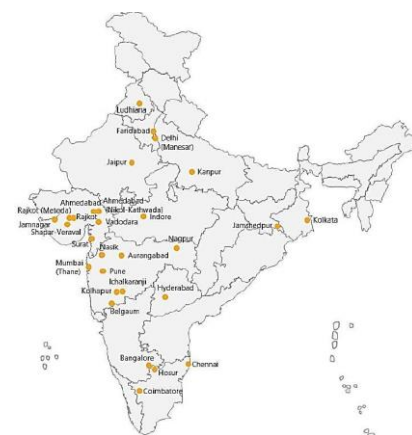 Ludhiana
Faridabad
Delhi
(Manesar)
Jaipur
Kanpur
Ahmedabad
Ahmedabad
(Nikol-Kathwada)
Rajkot (Metoda)
Rajkot
Indore
Jamnagar
Vadodara
Shapar-Veraval
Jamshedpur
Kolkata
Surat
Nasik
Nagpur
Aurangabad
Mumbai
(Thane)
Pune
Ichalkaranji
Kolhapur
Hyderabad
Belgaum
Bangalore
Chennai
Hosur
Coimbatore